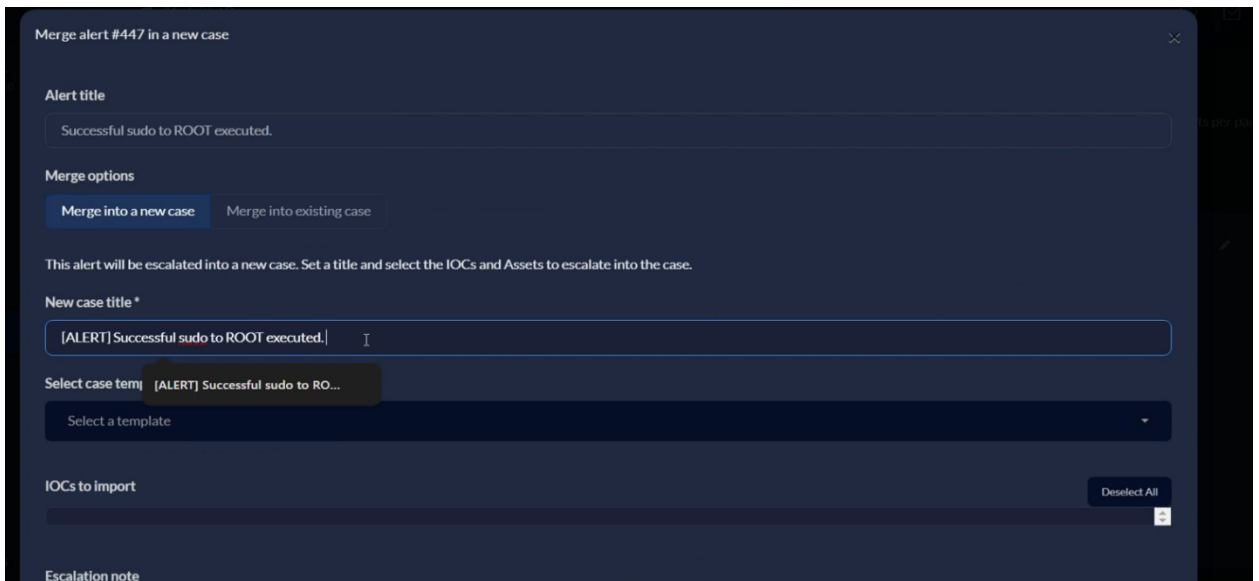 Merge alert #447 in a new case
Alert title
Successful sudo to ROOT executed.
Merge options
Merge into a new case Merge into existing case
This alert will be escalated into a new case. Set a title and select the IOCs and Assets to escalate into the case.
New case title *
[ALERT] Successful sudo to ROOT executed.
Select case
[ALERT] Successful sudo to RO...
Select a template
IOCs to import
Deselect All
Escalation note